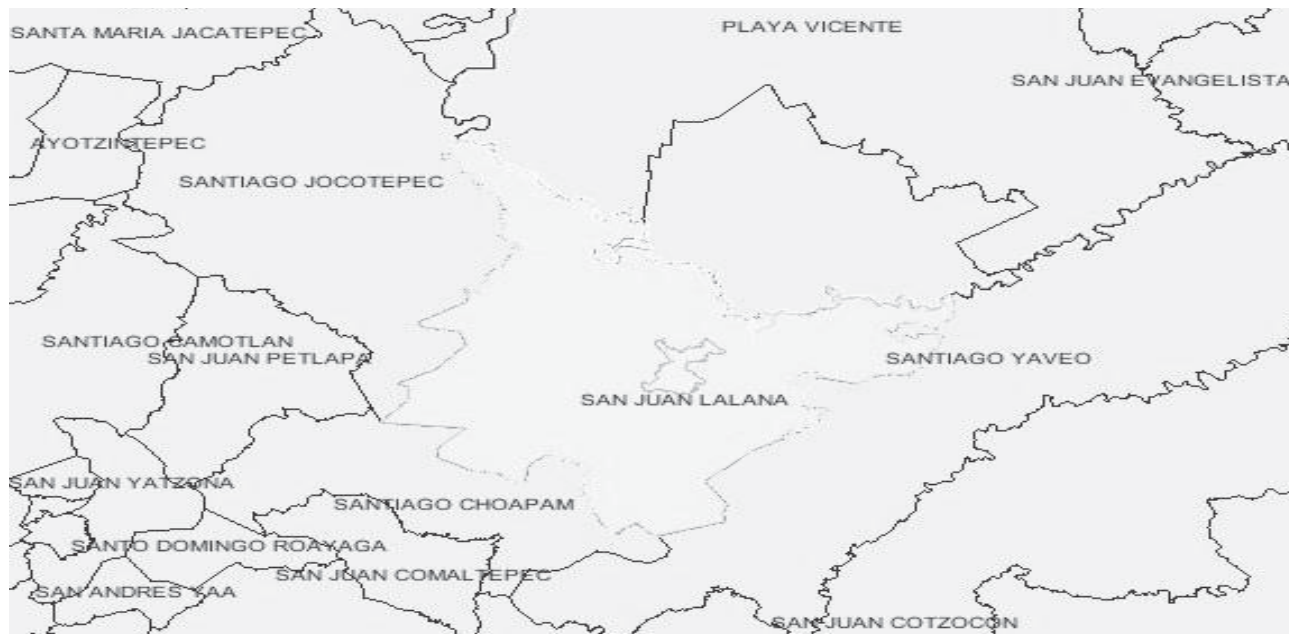 PLAYA VICENTE
SANTA MARIA JACATEPEC
SAN JUAN EVANGELISTA
AYOTZINTEPEC
SANTIAGO JOCOTEPEC
SANTIAGO CAMOTLAN
SAN JUAN PETLAPA
SANTIAGO YAVEO
SAN JUAN LALANA
SAN JUAN YATZONA
SANTIAGO CHOAPAM
SANTO DOMINGO ROAYAGA
SAN JUAN COMALTEPEC
SAN ANDRES YAA
SAN JUAN COTZOCON